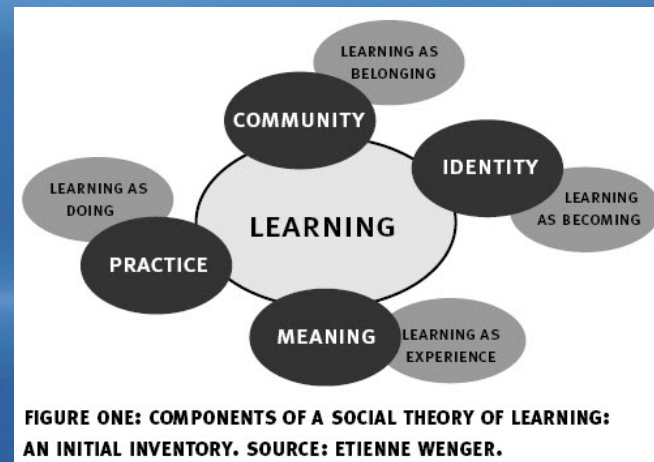 LEARNING AS
BELONGING
COMMUNITY
IDENTITY
LEARNING
AS BECOMING
LEARNING AS
DOING
LEARNING
PRACTICE
MEANING
LEARNING AS
EXPERIENCE
FIGURE ONE: COMPONENTS OF A SOCIAL THEORY OF LEARNING:
AN INITIAL INVENTORY. SOURCE: ETIENNE WENGER.